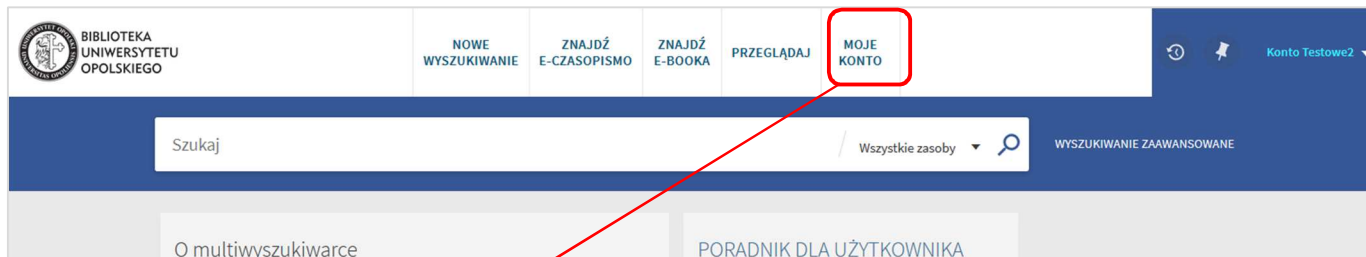 BIBLIOTEKA
UNIWERSYTETU
OPOLSKIEGO
NOWE
WYSZUKIWANIE
ZNAJDŹ
E-CZASOPISMO
ZNAJDŹ
E-BOOKA
PRZEGLĄDAJ
MOJE
KONTO
Konto Testowe2
Szukaj
Wszystkie zasoby
WYSZUKIWANIE ZAAWANSOWANE
O multiwyszukiwarce
PORADNIK DLA UŻYTKOWNIKA